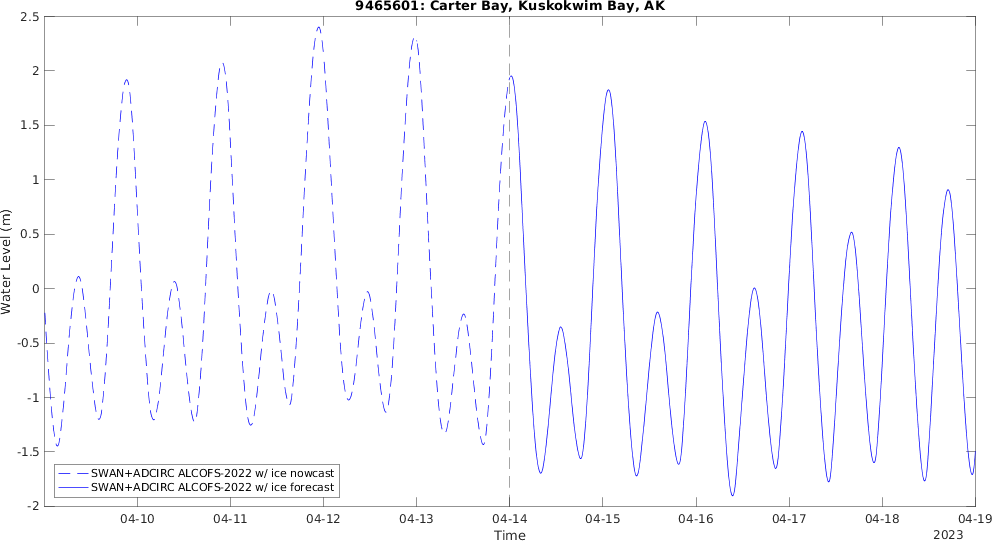 9465601: Carter Bay, Kuskokwim Bay, AK
2.5
2
1.5
1
0.5
0
-0.5
-1
-1.5
-2
Water Level (m)
SWAN+ADCIRC ALCOFS-2022 w/ ice nowcast
SWAN+ADCIRC ALCOFS-2022 w/ ice forecast
04-10 04-11 04-12 04-13 04-14 04-15 04-16 04-17 04-18 04-19
Time
2023